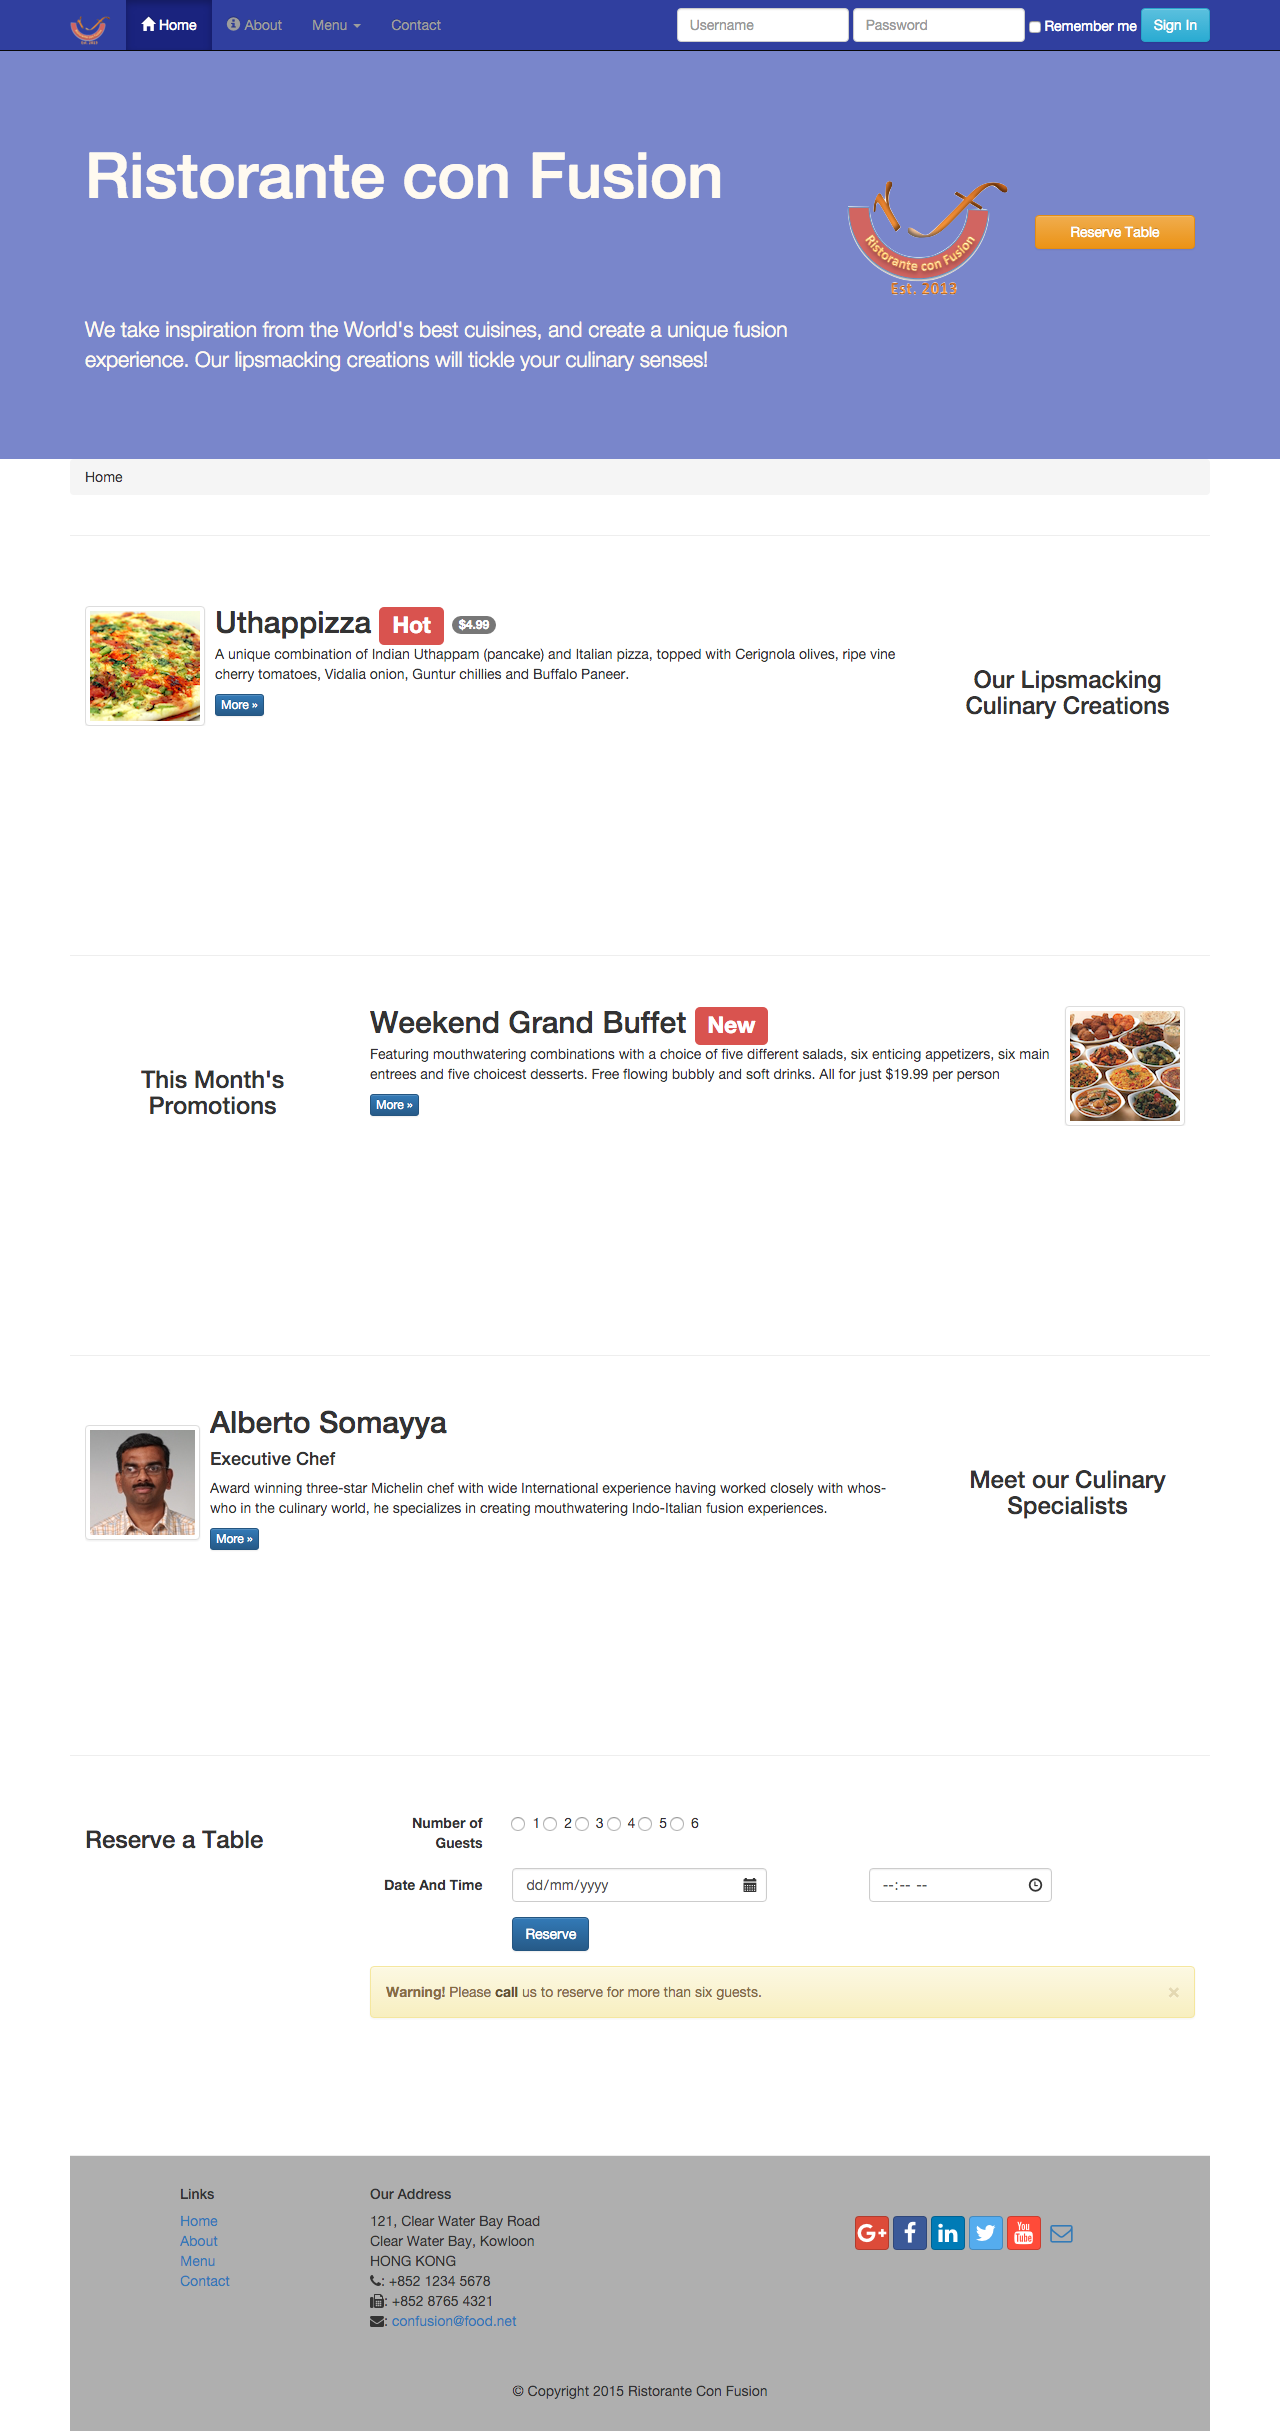 Home About Menu Contact Username Password Remember me Sign In
Ristorante con Fusion
Ristorante con Fusion
Est. 2013
Reserve Table
We take inspiration from the World's best cuisines, and create a unique fusion
experience. Our lipsmacking creations will tickle your culinary senses!
Home
Uthappizza Hot $4.99
A unique combination of Indian Uthappam (pancake) and Italian pizza, topped with Cerignola olives, ripe vine
cherry tomatoes, Vidalia onion, Guntur chillies and Buffalo Paneer.
More »
Our Lipsmacking
Culinary Creations
This Month's
Promotions
Weekend Grand Buffet New
Featuring mouthwatering combinations with a choice of five different salads, six enticing appetizers, six main
entrees and five choicest desserts. Free flowing bubbly and soft drinks. All for just $19.99 per person
More »
Alberto Somayya
Executive Chef
Award winning three-star Michelin chef with wide International experience having worked closely with whos-
who in the culinary world, he specializes in creating mouthwatering Indo-Italian fusion experiences.
More »
Meet our Culinary
Specialists
Reserve a Table
Number of
Guests
1 2 3 4 5 6
Date And Time dd/mm/yyyy --:-- --
Reserve
Warning! Please call us to reserve for more than six guests. ×
Links
Home
About
Menu
Contact
Our Address
121, Clear Water Bay Road
Clear Water Bay, Kowloon
HONG KONG
: +852 1234 5678
: +852 8765 4321
: confusion@food.net
G+ f in You Tube
© Copyright 2015 Ristorante Con Fusion